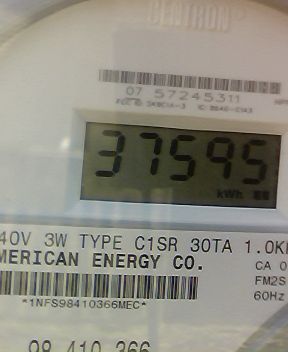 CENTRON
07 57245311
37595
kWh
40V 3W TYPE C1SR 30TA 1.0K
MERICAN ENERGY CO.
CA 0
FM2S
60Hz
*1NFS98410366MEC*
98 410 366